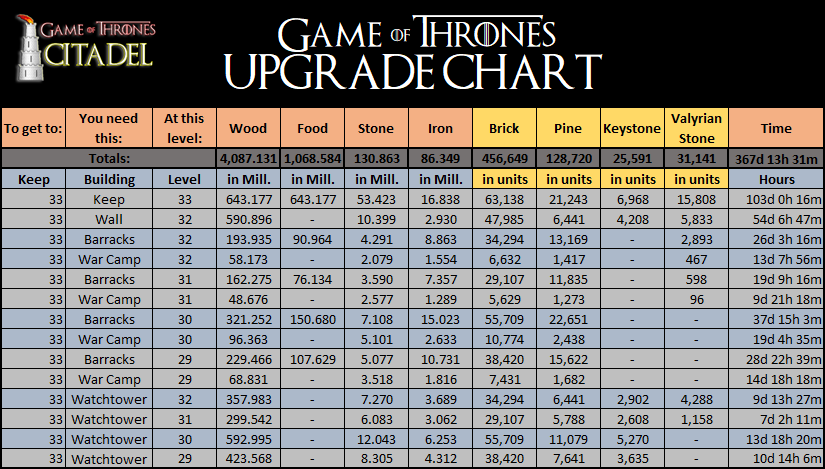 GAME OF THRONES
CITADEL
GAME OF THRONES
UPGRADE CHART
To get to: You need this: At this level: Wood Food Stone Iron Brick Pine Keystone Valyrian Stone Time
Totals: 4,087.131 1,068.584 130.863 86.349 456,649 128,720 25,591 31,141 367d 13h 31m
Keep Building Level in Mill. in Mill. in Mill. in Mill. in units in units in units in units Hours
33 Keep 33 643.177 643.177 53.423 16.838 63,138 21,243 6,968 15,808 103d 0h 16m
33 Wall 32 590.896 - 10.399 2.930 47,985 6,441 4,208 5,833 54d 6h 47m
33 Barracks 32 193.935 90.964 4.291 8.863 34,294 13,169 - 2,893 26d 3h 16m
33 War Camp 32 58.173 - 2.079 1.554 6,632 1,417 - 467 13d 7h 56m
33 Barracks 31 162.275 76.134 3.590 7.357 29,107 11,835 - 598 19d 9h 16m
33 War Camp 31 48.676 - 2.577 1.289 5,629 1,273 - 96 9d 21h 18m
33 Barracks 30 321.252 150.680 7.108 15.023 55,709 22,651 - - 37d 15h 3m
33 War Camp 30 96.363 - 5.101 2.633 10,774 2,438 - - 19d 4h 35m
33 Barracks 29 229.466 107.629 5.077 10.731 38,420 15,622 - - 28d 22h 39m
33 War Camp 29 68.831 - 3.518 1.816 7,431 1,682 - - 14d 18h 18m
33 Watchtower 32 357.983 - 7.270 3.689 34,294 6,441 2,902 4,288 9d 13h 27m
33 Watchtower 31 299.542 - 6.083 3.062 29,107 5,788 2,608 1,158 7d 2h 11m
33 Watchtower 30 592.995 - 12.043 6.253 55,709 11,079 5,270 - 13d 18h 20m
33 Watchtower 29 423.568 - 8.305 4.312 38,420 7,641 3,635 - 10d 14h 6m